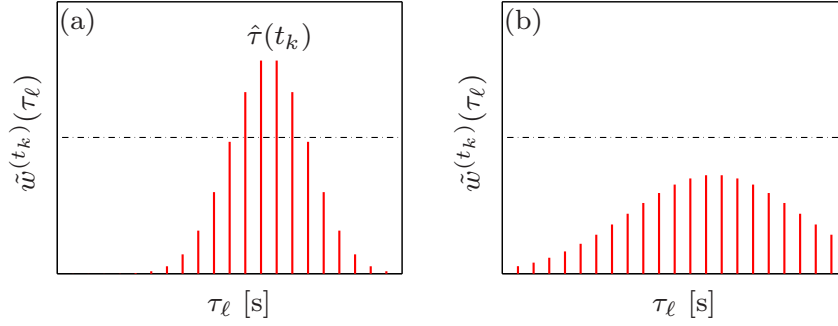 (a)
τ̂(t_k)
w̃^(t_k)(τ_ℓ)
τ_ℓ [s]
(b)
w̃^(t_k)(τ_ℓ)
τ_ℓ [s]